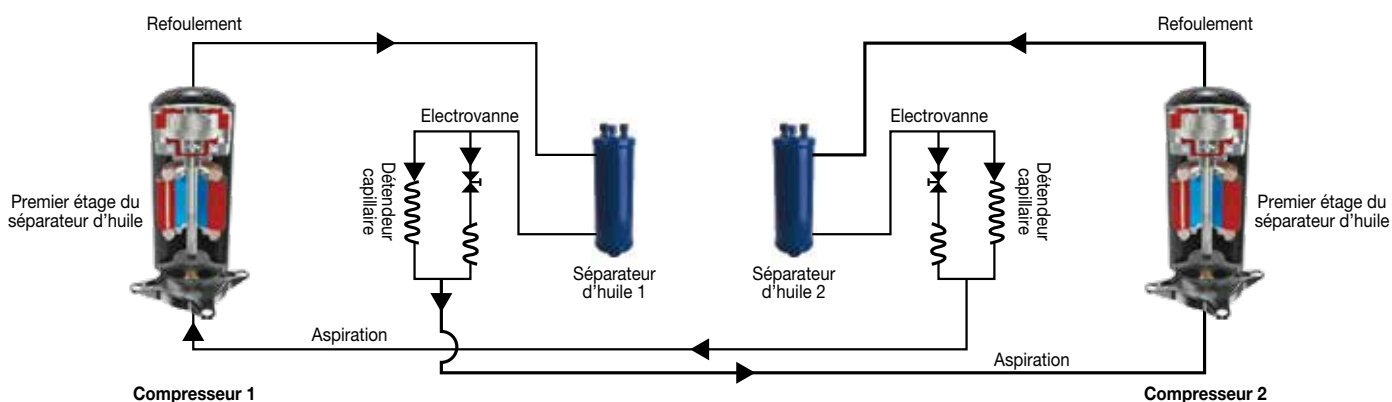 Refoulement
Refoulement
Electrovanne
Electrovanne
Détendeur
capillaire
Détendeur
capillaire
Premier étage du
séparateur d'huile
Premier étage du
séparateur d'huile
Séparateur
d'huile 1
Séparateur
d'huile 2
Aspiration
Aspiration
Compresseur 1
Compresseur 2